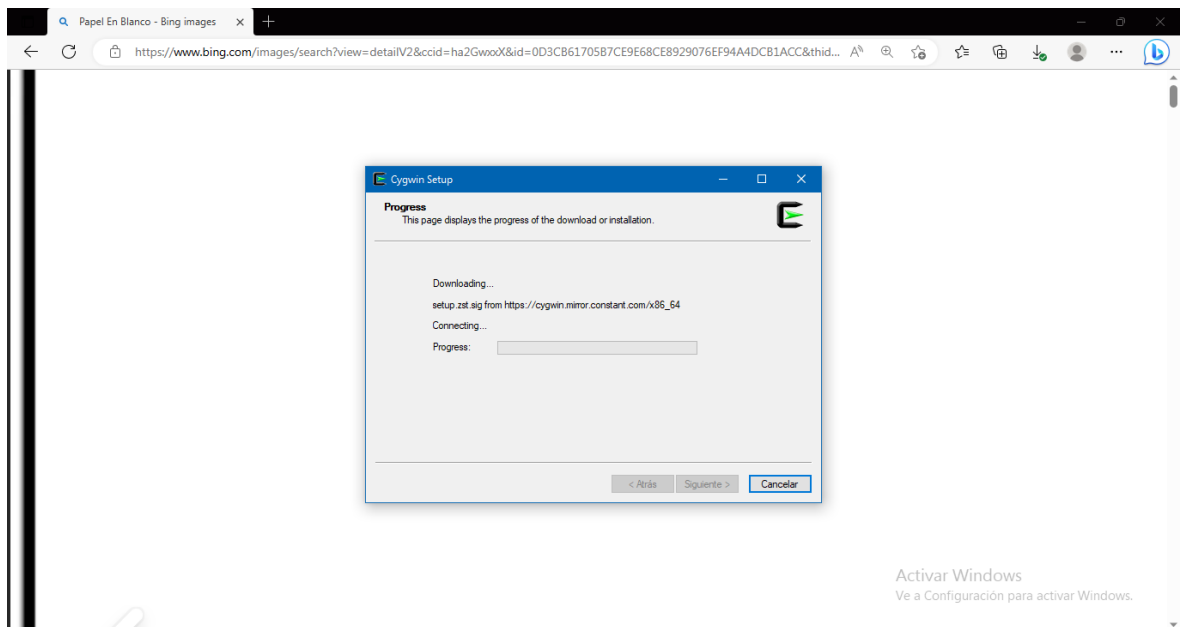 Papel En Blanco - Bing images
https://www.bing.com/images/search?view=detailV2&ccid=ha2GwxoX&id=0D3CB61705B7CE9E68CE8929076EF94A4DCB1ACC&thid...
Cygwin Setup
Progress
This page displays the progress of the download or installation.
Downloading...
setup.zst.sig from https://cygwin.mirror.constant.com/x86_64
Connecting...
Progress:
< Atrás Siguiente > Cancelar
Activar Windows
Ve a Configuración para activar Windows.